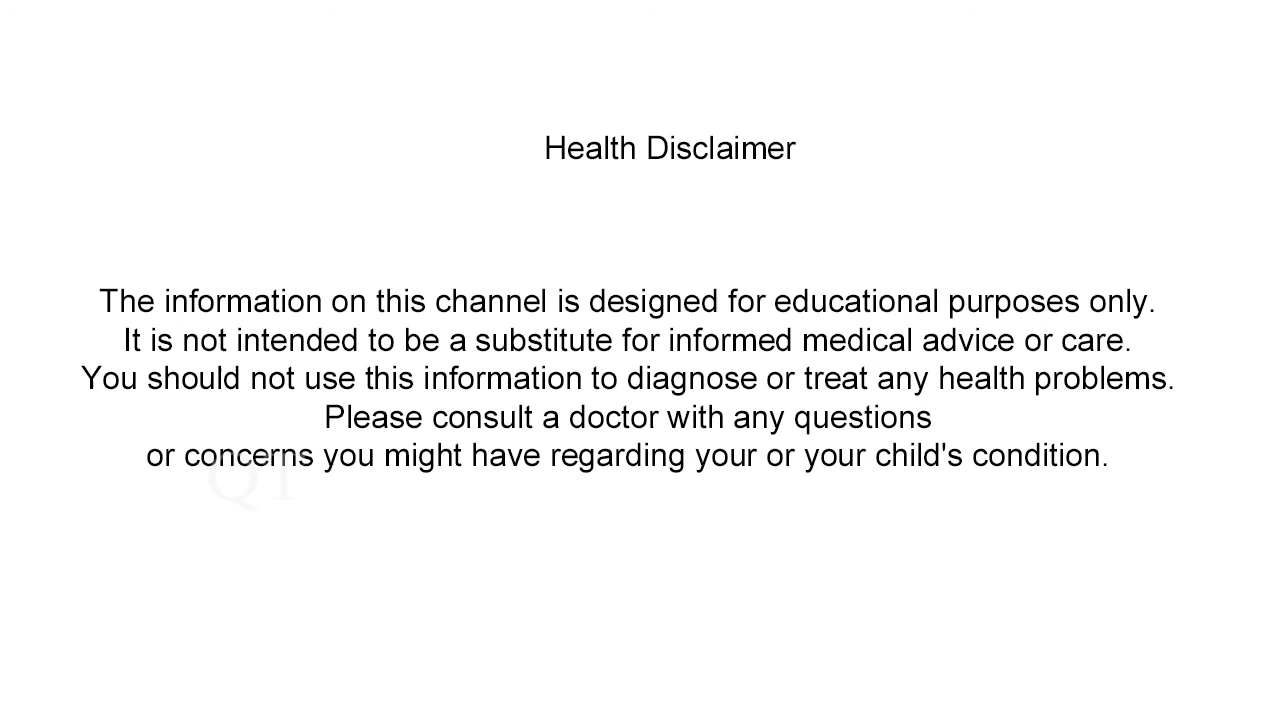 Health Disclaimer
The information on this channel is designed for educational purposes only.
It is not intended to be a substitute for informed medical advice or care.
You should not use this information to diagnose or treat any health problems.
Please consult a doctor with any questions
or concerns you might have regarding your or your child's condition.